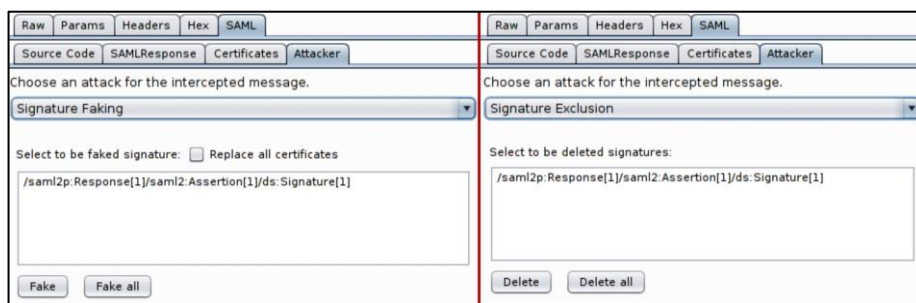 Raw Params Headers Hex SAML
Source Code SAMLResponse Certificates Attacker
Choose an attack for the intercepted message.
Signature Faking
Select to be faked signature: Replace all certificates
/saml2p:Response[1]/saml2:Assertion[1]/ds:Signature[1]
Fake Fake all
Raw Params Headers Hex SAML
Source Code SAMLResponse Certificates Attacker
Choose an attack for the intercepted message.
Signature Exclusion
Select to be deleted signatures:
/saml2p:Response[1]/saml2:Assertion[1]/ds:Signature[1]
Delete Delete all